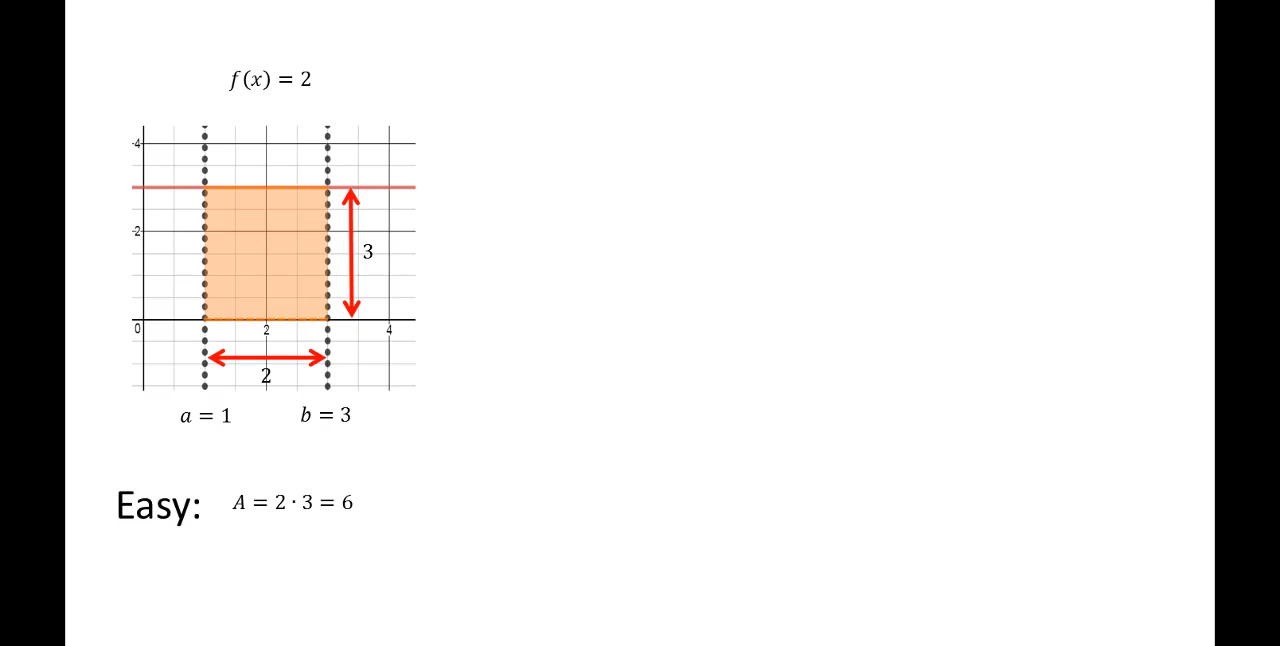 f(x) = 2
4
2
3
0
2
4
2
a = 1
b = 3
Easy: A = 2 · 3 = 6